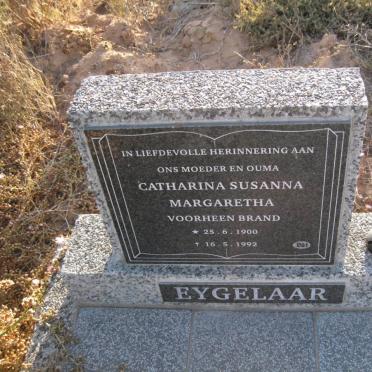 IN LIEFDEVOLLE HERINNERING AAN
ONS MOEDER EN OUMA
CATHARINA SUSANNA
MARGARETHA
VOORHEEN BRAND
★ 25.6.1900
† 16.5.1992
EYGELAAR